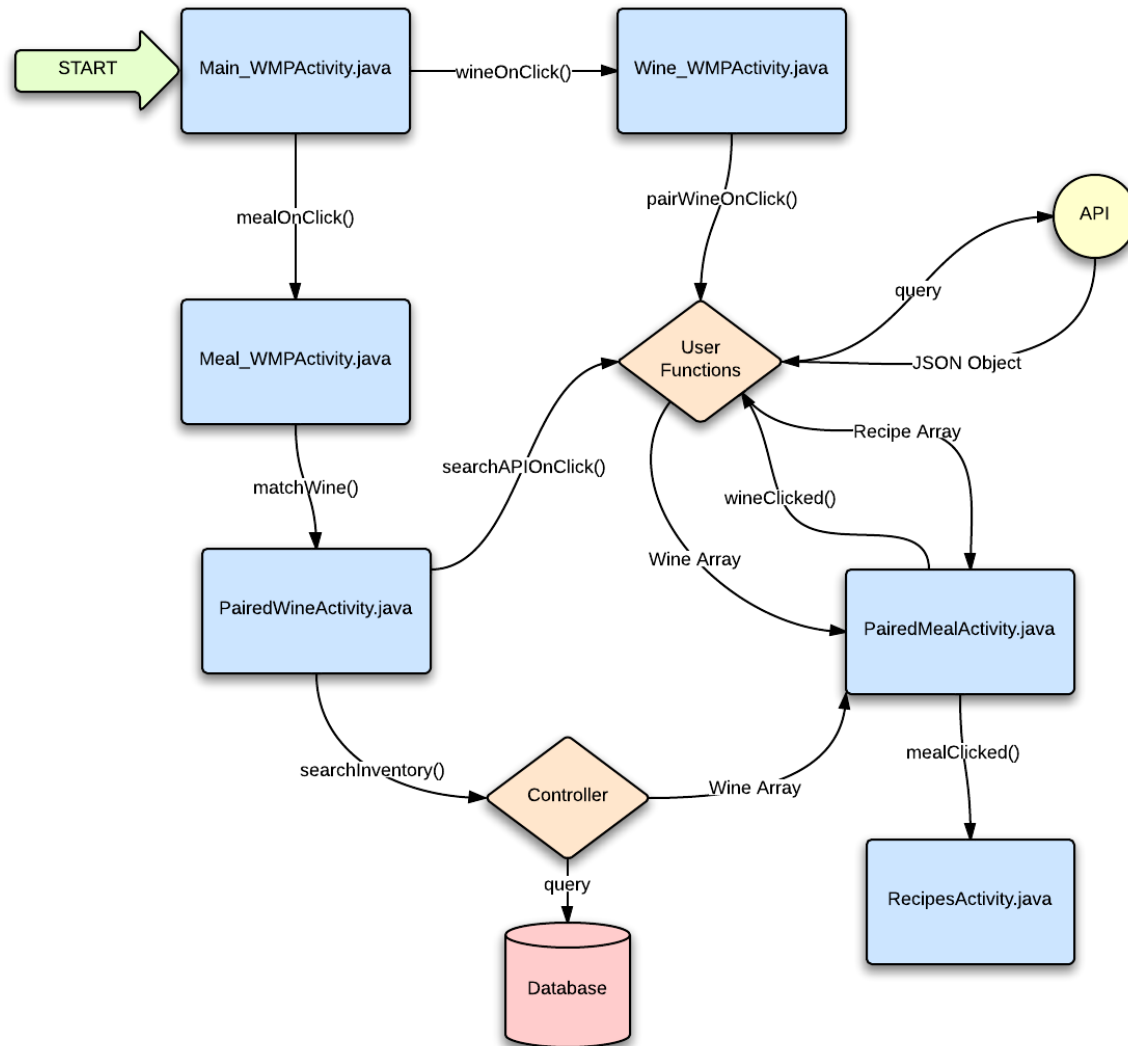 START
Main_WMPActivity.java
wineOnClick()
Wine_WMPActivity.java
mealOnClick()
pairWineOnClick()
API
query
Meal_WMPActivity.java
User
Functions
JSON Object
Recipe Array
searchAPIOnClick()
matchWine()
wineClicked()
Wine Array
PairedWineActivity.java
PairedMealActivity.java
searchInventory()
Controller
Wine Array
mealClicked()
query
RecipesActivity.java
Database